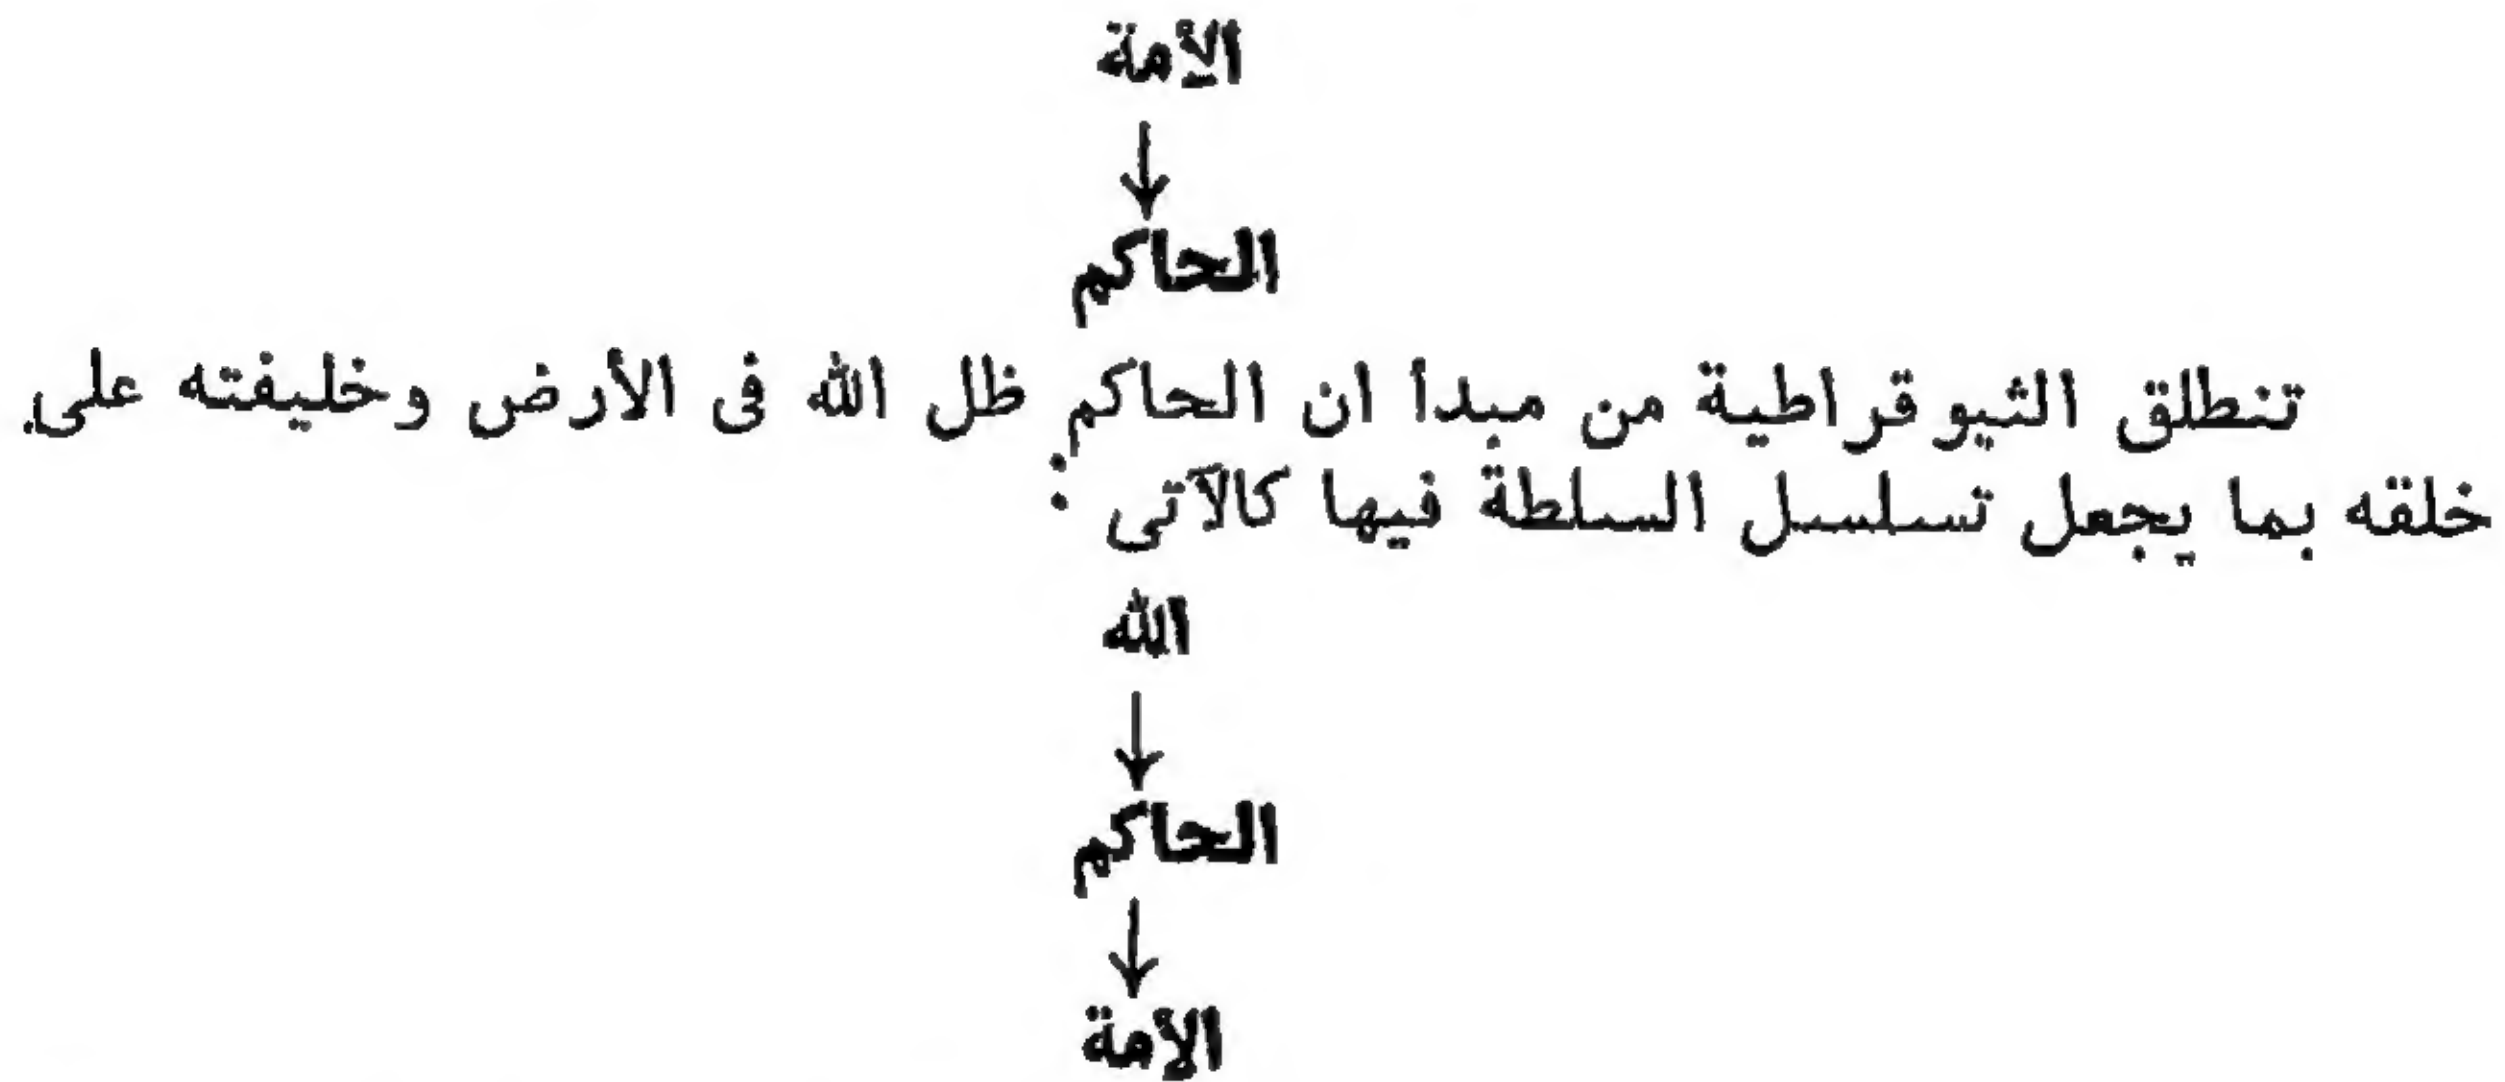 الأمة
↓
الحاكم
تنطلق الثيوقراطية من مبدأ ان الحاكم ظل الله فى الأرض وخليفته على
خلقه بما يجعل تسلسل السلطة فيها كالآتى :
الله
↓
الحاكم
↓
الأمة